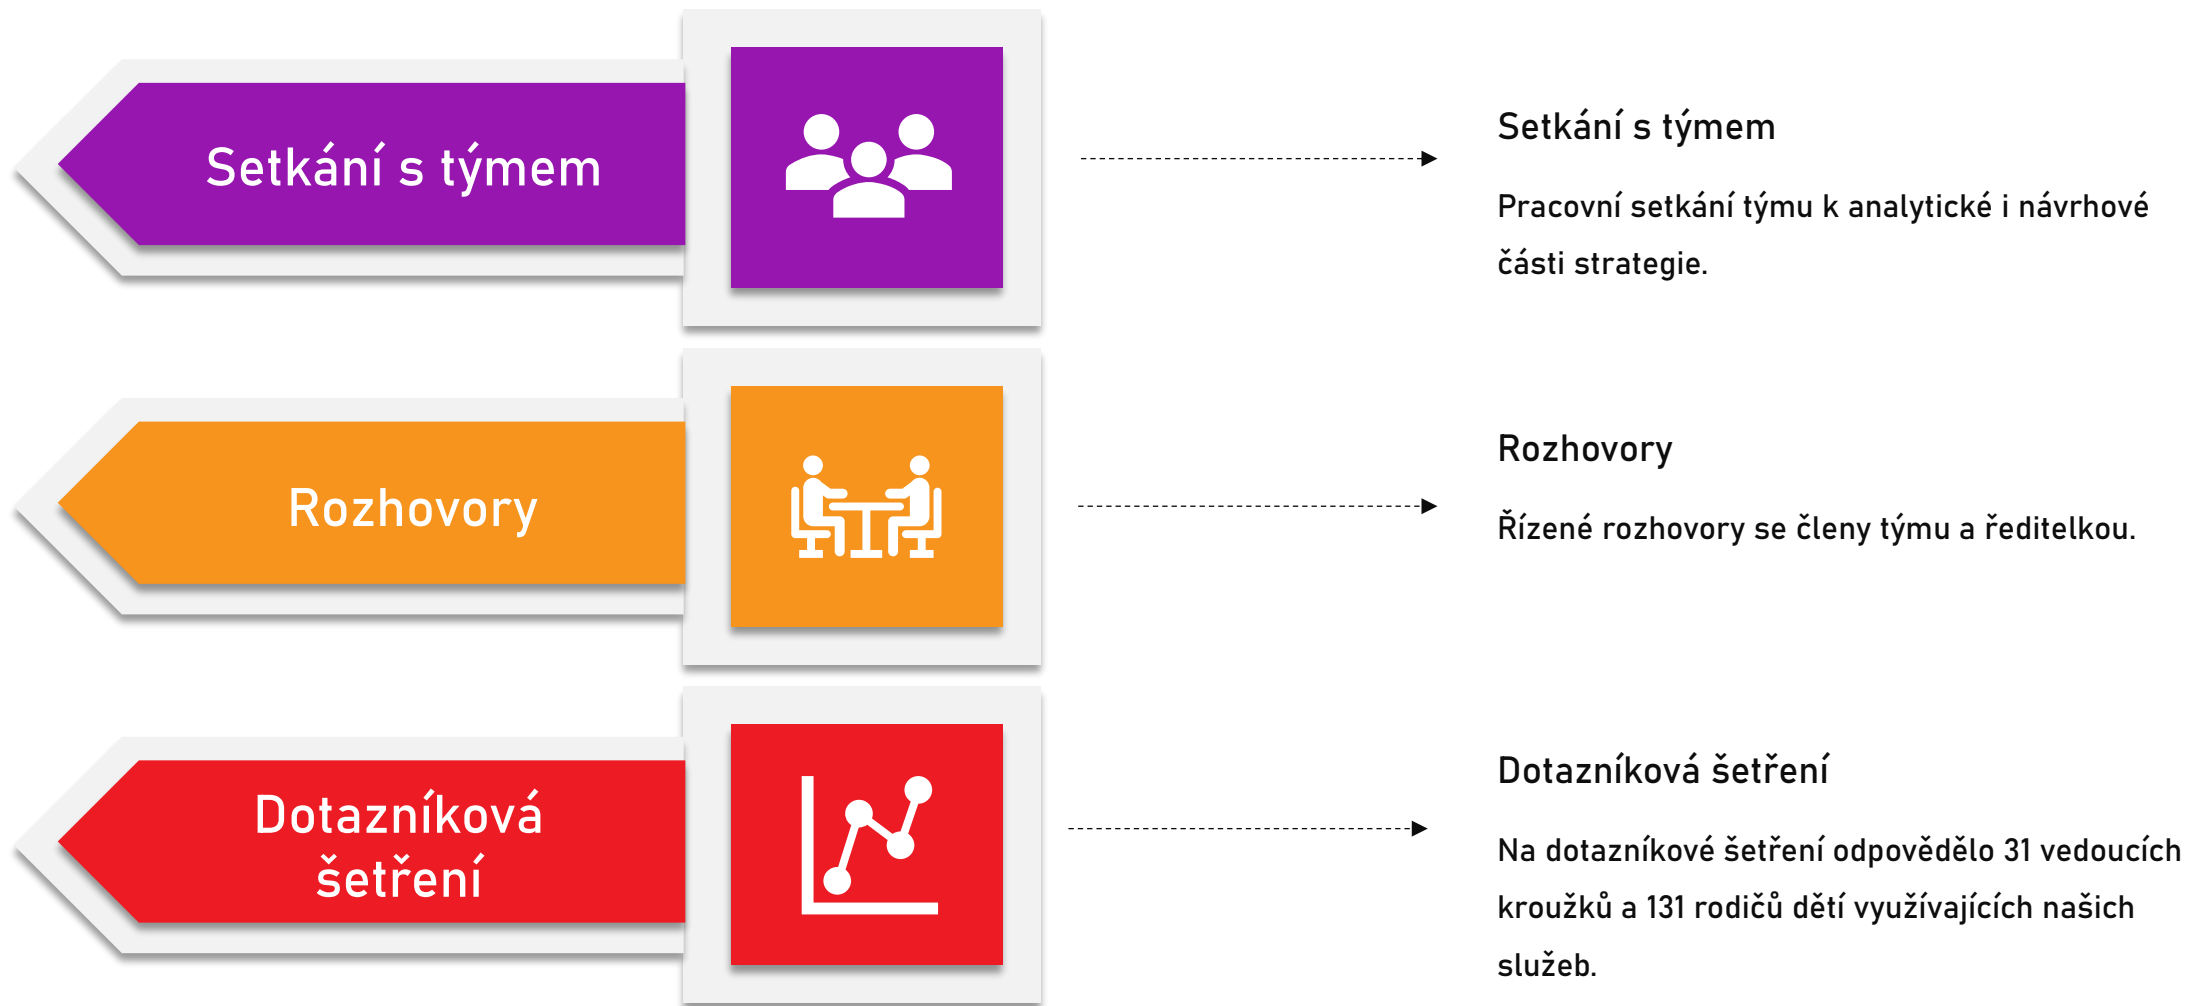 Setkání s týmem
Setkání s týmem
Pracovní setkání týmu k analytické i návrhové
části strategie.
Rozhovory
Rozhovory
Řízené rozhovory se členy týmu a ředitelkou.
Dotazníková
šetření
Dotazníková šetření
Na dotazníkové šetření odpovědělo 31 vedoucích
kroužků a 131 rodičů dětí využívajících našich
služeb.